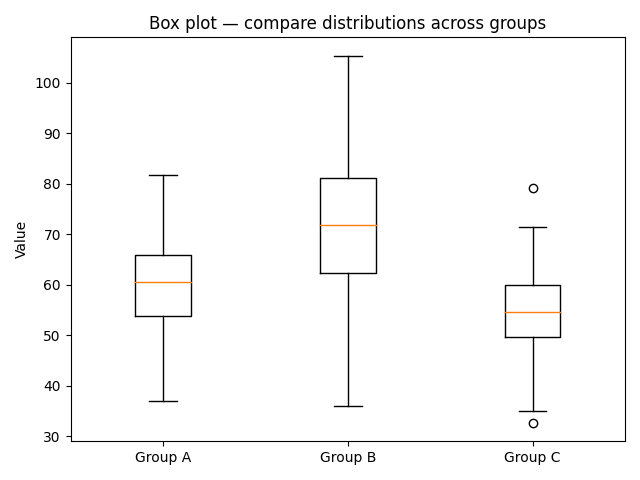 Box plot — compare distributions across groups
Value
100
90
80
70
60
50
40
30
Group A
Group B
Group C